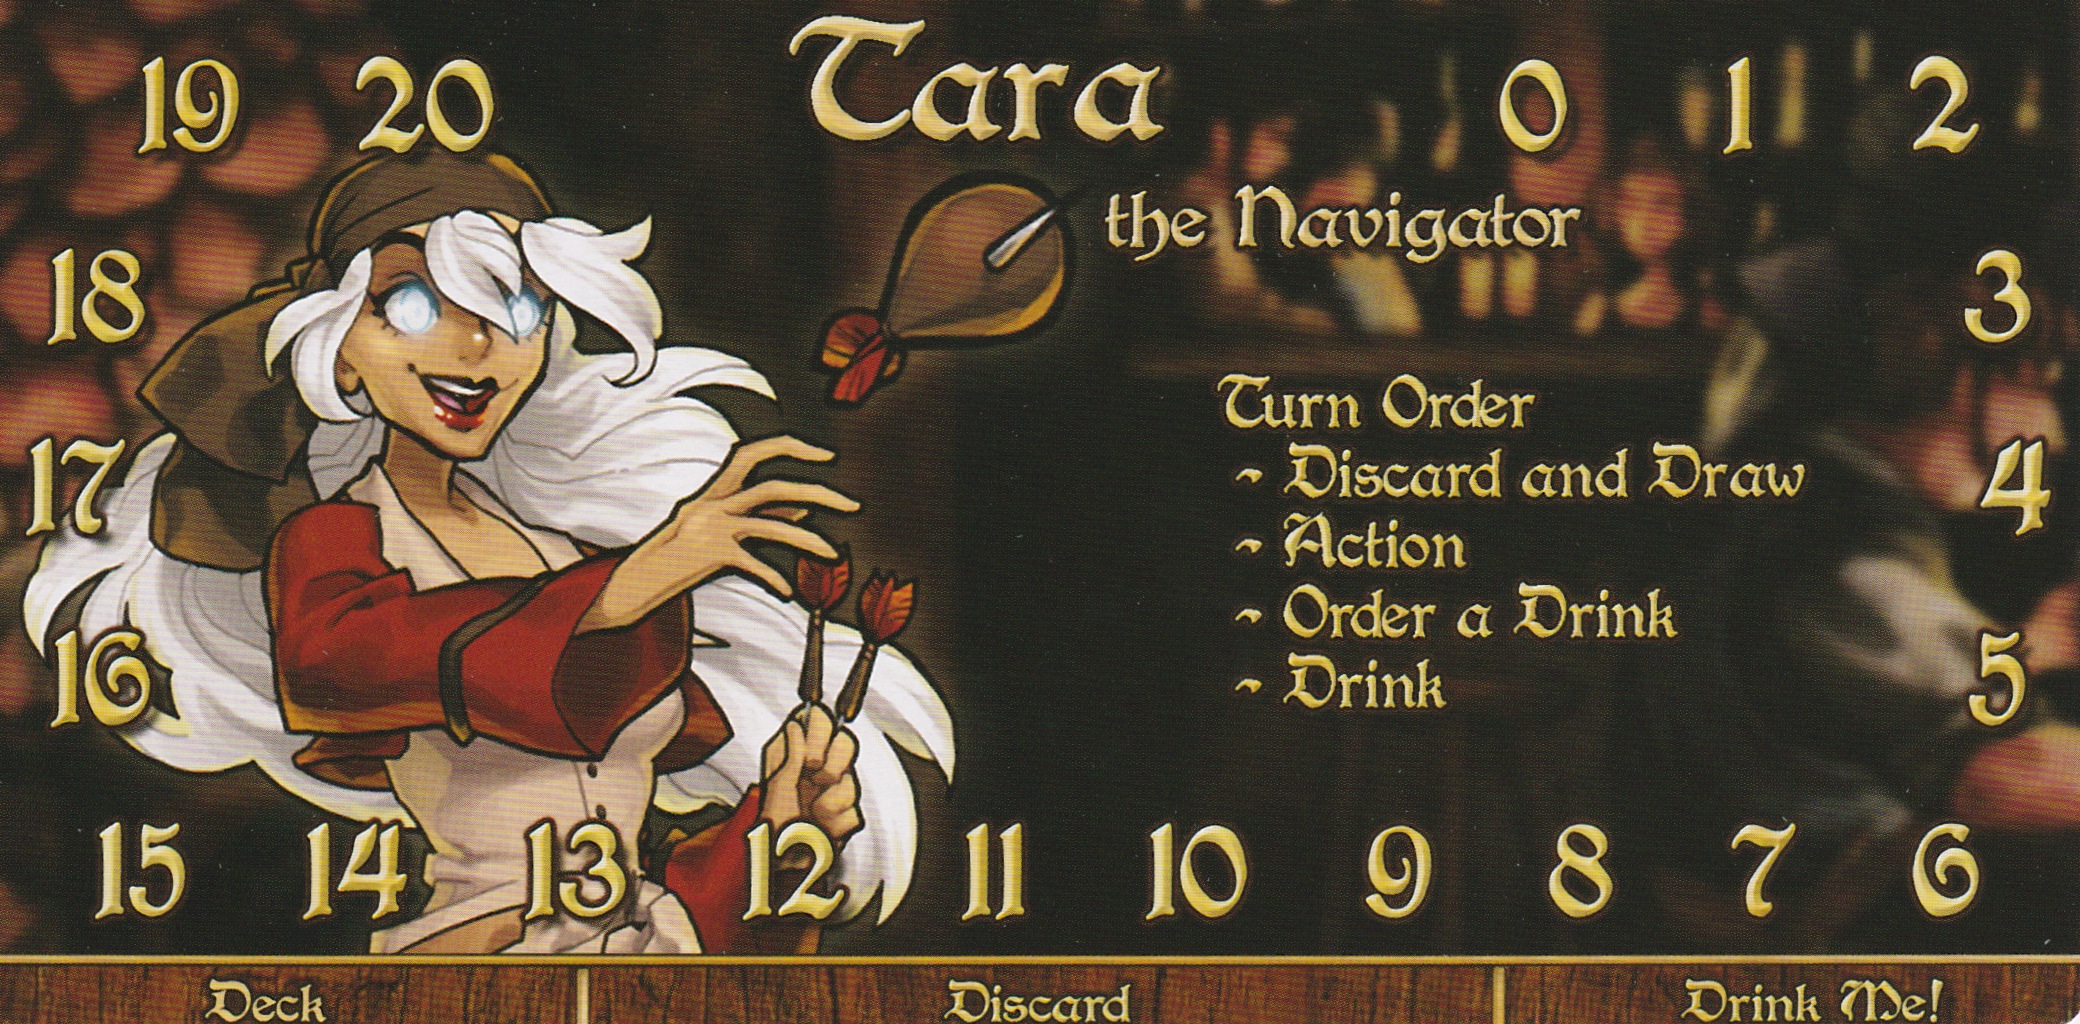 Tara
the Navigator
19 20 0 1 2
18 3
17 4
16 5
15 14 13 12 11 10 9 8 7 6
Turn Order
- Discard and Draw
- Action
- Order a Drink
- Drink
Deck Discard Drink Me!